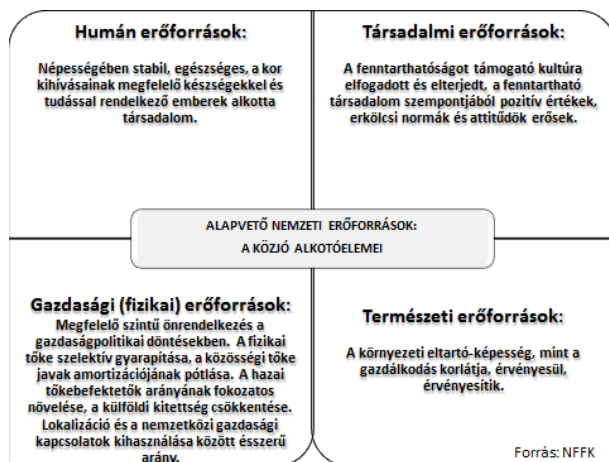 Humán erőforrások:
Népességében stabil, egészséges, a kor
kihívásainak megfelelő készségekkel és
tudással rendelkező emberek alkotta
társadalom.
Társadalmi erőforrások:
A fenntarthatóságot támogató kultúra
elfogadott és elterjedt, a fenntartható
társadalom szempontjából pozitív értékek,
erkölcsi normák és attitűdök erősek.
ALAPVETŐ NEMZETI ERŐFORRÁSOK:
A KÖZJÓ ALKOTÓELEMEI
Gazdasági (fizikai) erőforrások:
Megfelelő szintű önrendelkezés a
gazdaságpolitikai döntésekben. A fizikai
tőke szelektív gyarapítása, a közösségi tőke
javak amortizációjának pótlása. A hazai
tőkebefektetők arányának fokozatos
növelése, a külföldi kitettség csökkentése.
Lokalizáció és a nemzetközi gazdasági
kapcsolatok kihasználása között ésszerű
arány.
Természeti erőforrások:
A környezeti eltartó-képesség, mint a
gazdálkodás korlátja, érvényesül,
érvényesítik.
Forrás: NFFK